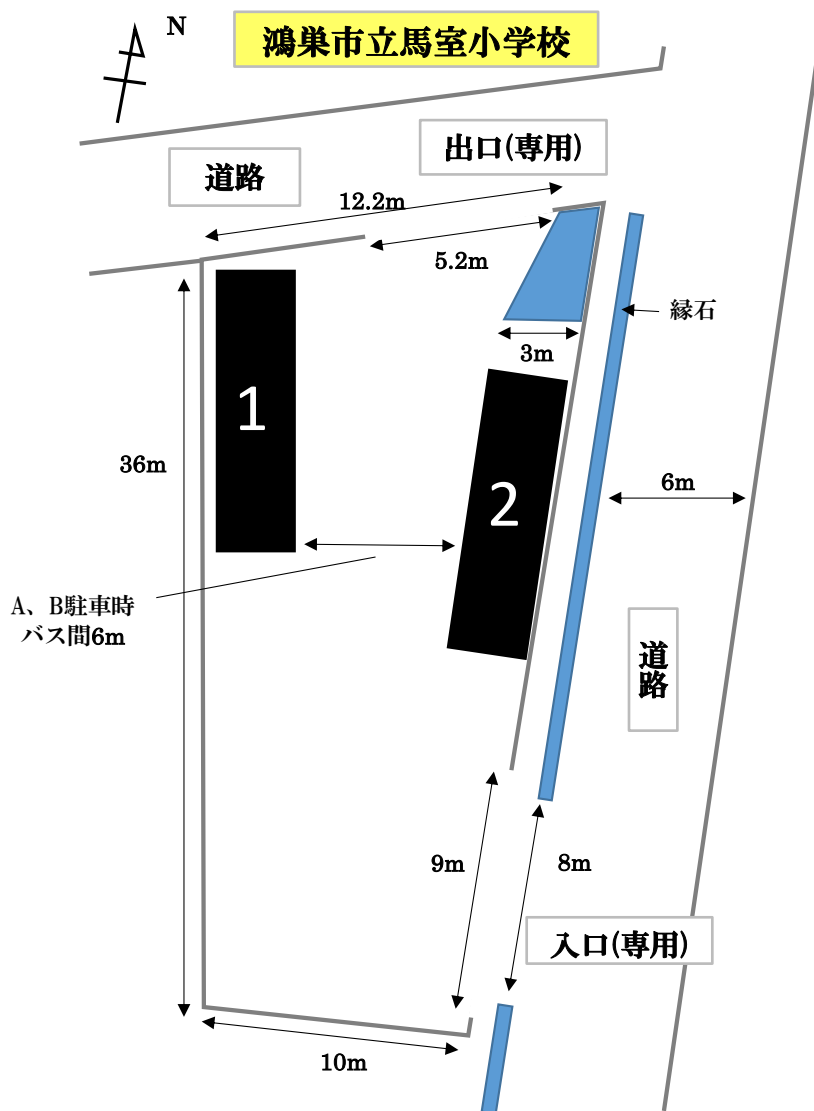 N
鴻巣市立馬室小学校
出口(専用)
道路
12.2m
5.2m
縁石
3m
1
36m
2
6m
A、B駐車時
バス間6m
道路
9m
8m
入口(専用)
10m